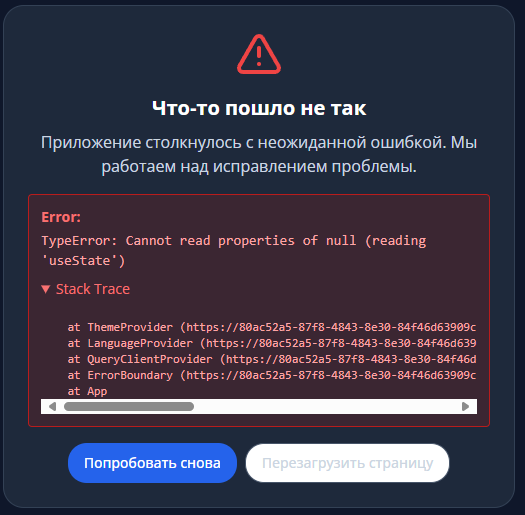 Что-то пошло не так
Приложение столкнулось с неожиданной ошибкой. Мы
работаем над исправлением проблемы.
Error:
TypeError: Cannot read properties of null (reading
'useState')
▼ Stack Trace
at ThemeProvider (https://80ac52a5-87f8-4843-8e30-84f46d63909c
at LanguageProvider (https://80ac52a5-87f8-4843-8e30-84f46d639
at QueryClientProvider (https://80ac52a5-87f8-4843-8e30-84f46d
at ErrorBoundary (https://80ac52a5-87f8-4843-8e30-84f46d63909c
at App
Попробовать снова
Перезагрузить страницу